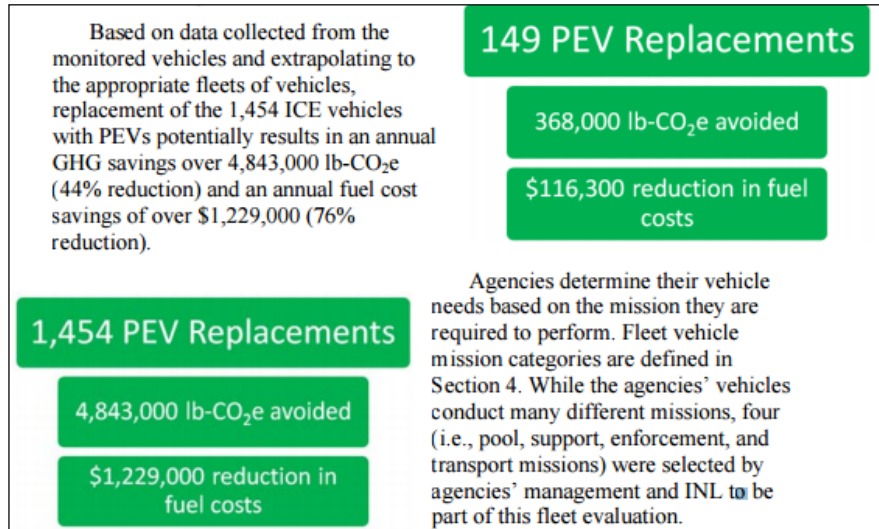 Based on data collected from the
monitored vehicles and extrapolating to
the appropriate fleets of vehicles,
replacement of the 1,454 ICE vehicles
with PEVs potentially results in an annual
GHG savings over 4,843,000 lb-CO₂e
(44% reduction) and an annual fuel cost
savings of over $1,229,000 (76%
reduction).
149 PEV Replacements
368,000 lb-CO₂e avoided
$116,300 reduction in fuel
costs
1,454 PEV Replacements
4,843,000 lb-CO₂e avoided
$1,229,000 reduction in
fuel costs
Agencies determine their vehicle
needs based on the mission they are
required to perform. Fleet vehicle
mission categories are defined in
Section 4. While the agencies’ vehicles
conduct many different missions, four
(i.e., pool, support, enforcement, and
transport missions) were selected by
agencies’ management and INL to be
part of this fleet evaluation.